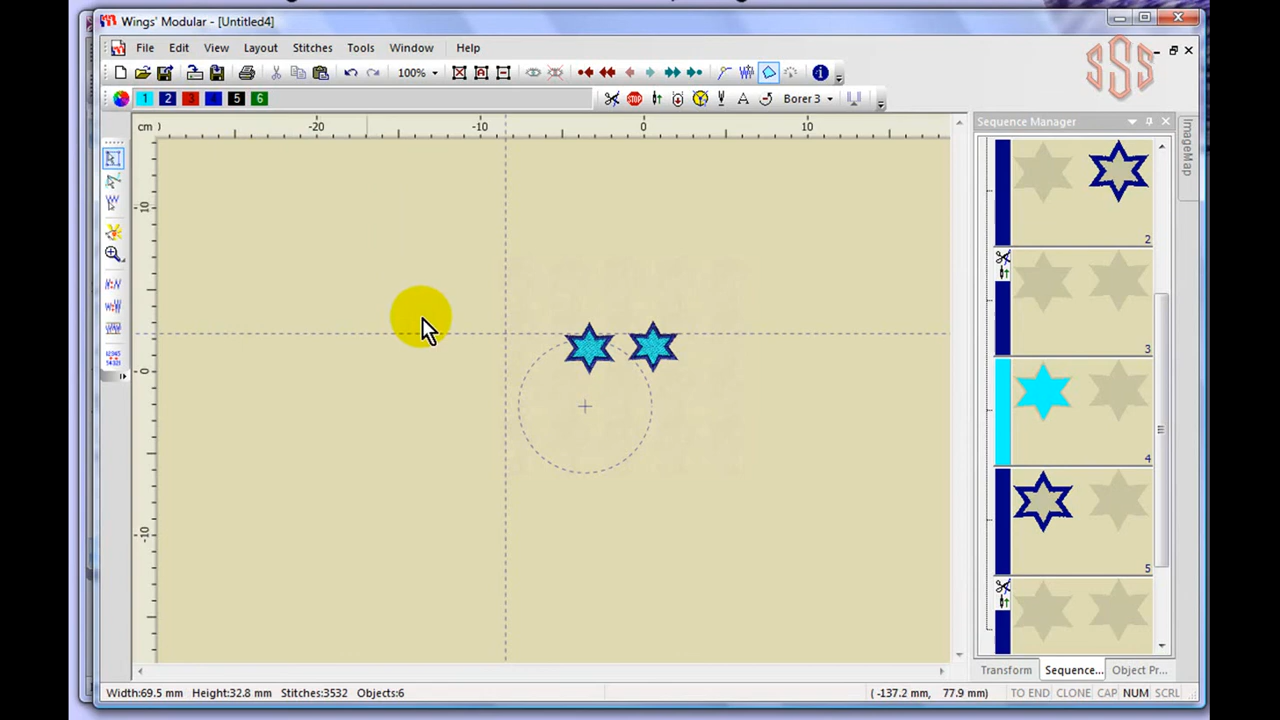 Wings' Modular - [Untitled4]
File Edit View Layout Stitches Tools Window Help
SSS
100%
1 2 3 4 5 6
STOP
A
Borer 3
cm )
-20 -10 0 10
Sequence Manager
ImageMap
10
0
-10
2
3
4
5
Transform Sequence... Object Pr...
Width:69.5 mm Height:32.8 mm Stitches:3532 Objects:6
( -137.2 mm, 77.9 mm)
TO END CLONE CAP NUM SCRL